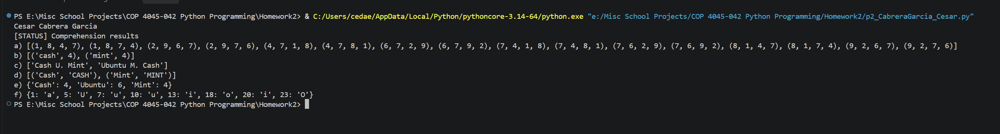 PS E:\Misc School Projects\COP 4045-042 Python Programming\Homework2> & C:/Users/cedae/AppData/Local/Python/pythoncore-3.14-64/python.exe "e:/Misc School Projects/COP 4045-042 Python Programming/Homework2/p2_CabreraGarcia_Cesar.py"
Cesar Cabrera Garcia
[STATUS] Comprehension results
a) [(1, 8, 4, 7), (1, 8, 7, 4), (2, 9, 6, 7), (2, 9, 7, 6), (4, 7, 1, 8), (4, 7, 8, 1), (6, 7, 2, 9), (6, 7, 9, 2), (7, 4, 1, 8), (7, 4, 8, 1), (7, 6, 2, 9), (7, 6, 9, 2), (8, 1, 4, 7), (8, 1, 7, 4), (9, 2, 6, 7), (9, 2, 7, 6)]
b) [('cash', 4), ('mint', 4)]
c) ['Cash U. Mint', 'Ubuntu M. Cash']
d) [('Cash', 'CASH'), ('Mint', 'MINT')]
e) {'Cash': 4, 'Ubuntu': 6, 'Mint': 4}
f) {1: 'a', 5: 'U', 7: 'u', 10: 'u', 13: 'i', 18: 'o', 20: 'i', 23: 'O'}
PS E:\Misc School Projects\COP 4045-042 Python Programming\Homework2>